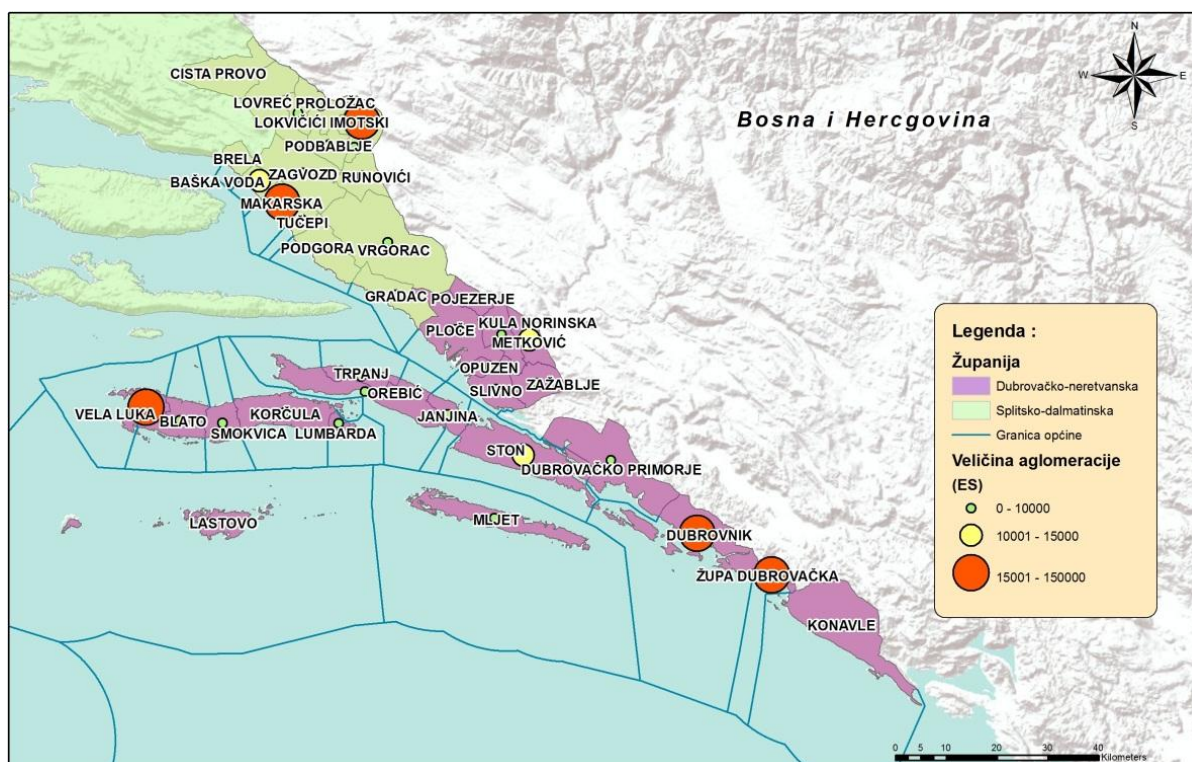 N
W E
S
CISTA PROVO
LOVREĆ PROLOŽAC
LOKVIČIĆI IMOTSKI
PODBABLJE
BRELA
ZAGVOZD RUNOVIĆI
BAŠKA VODA
MAKARSKA
TUČEPI
PODGORA VRGORAC
GRADAC POJEZERJE
PLOČE KULA NORINSKA
METKOVIĆ
OPUZEN
SLIVNO ZAŽABLJE
TRPANJ
OREBIĆ
JANJINA
VELA LUKA BLATO KORČULA
SMOKVICA LUMBARDA
STON
DUBROVAČKO PRIMORJE
LASTOVO
MLJET
DUBROVNIK
ŽUPA DUBROVAČKA
KONAVLE
Bosna i Hercgovina
Legenda :
Županija
Dubrovačko-neretvanska
Splitsko-dalmatinska
Granica općine
Veličina aglomeracije
(ES)
0 - 10000
10001 - 15000
15001 - 150000
0 5 10 20 30 40
Kilometers